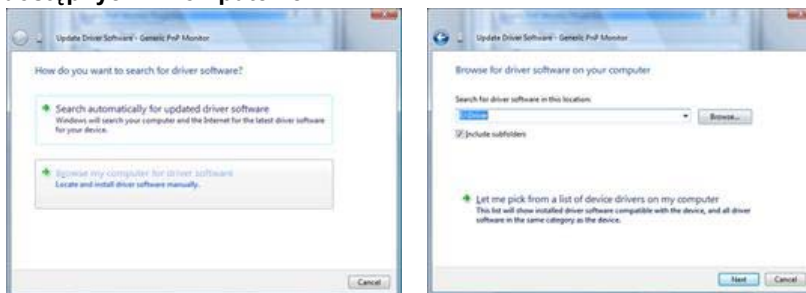 Update Driver Software - Generic PnP Monitor
How do you want to search for driver software?
Search automatically for updated driver software
Windows will search your computer and the Internet for the latest driver software
for your device.
Browse my computer for driver software
Locate and install driver software manually.
Cancel
Update Driver Software - Generic PnP Monitor
Browse for driver software on your computer
Search for driver software in this location:
Browse...
Include subfolders
Let me pick from a list of device drivers on my computer
This list will show installed driver software compatible with the device, and all driver
software in the same category as the device.
Next
Cancel